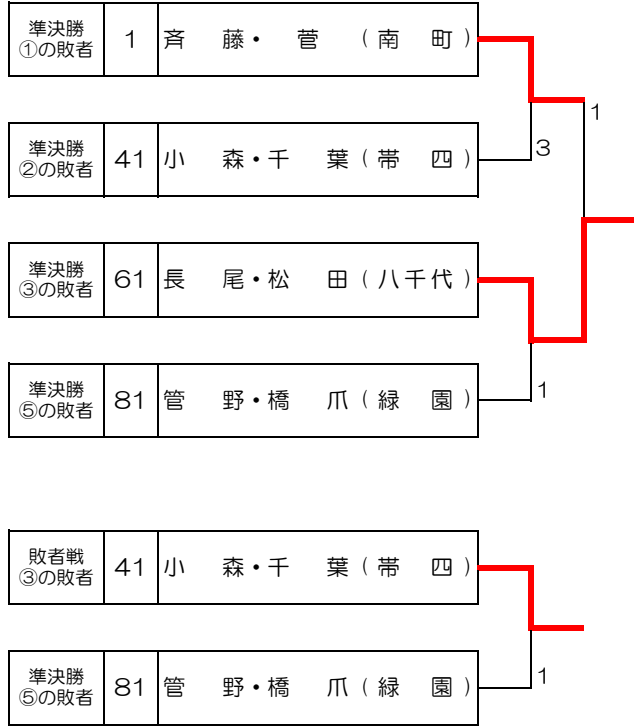 準決勝
①の敗者 1 斉 藤・ 菅 (南 町)
1
準決勝
②の敗者 41 小 森・千 葉(帯 四)
3
準決勝
③の敗者 61 長 尾・松 田(八千代)
準決勝
⑤の敗者 81 管 野・橋 爪(緑 園)
1
敗者戦
③の敗者 41 小 森・千 葉(帯 四)
準決勝
⑤の敗者 81 管 野・橋 爪(緑 園)
1